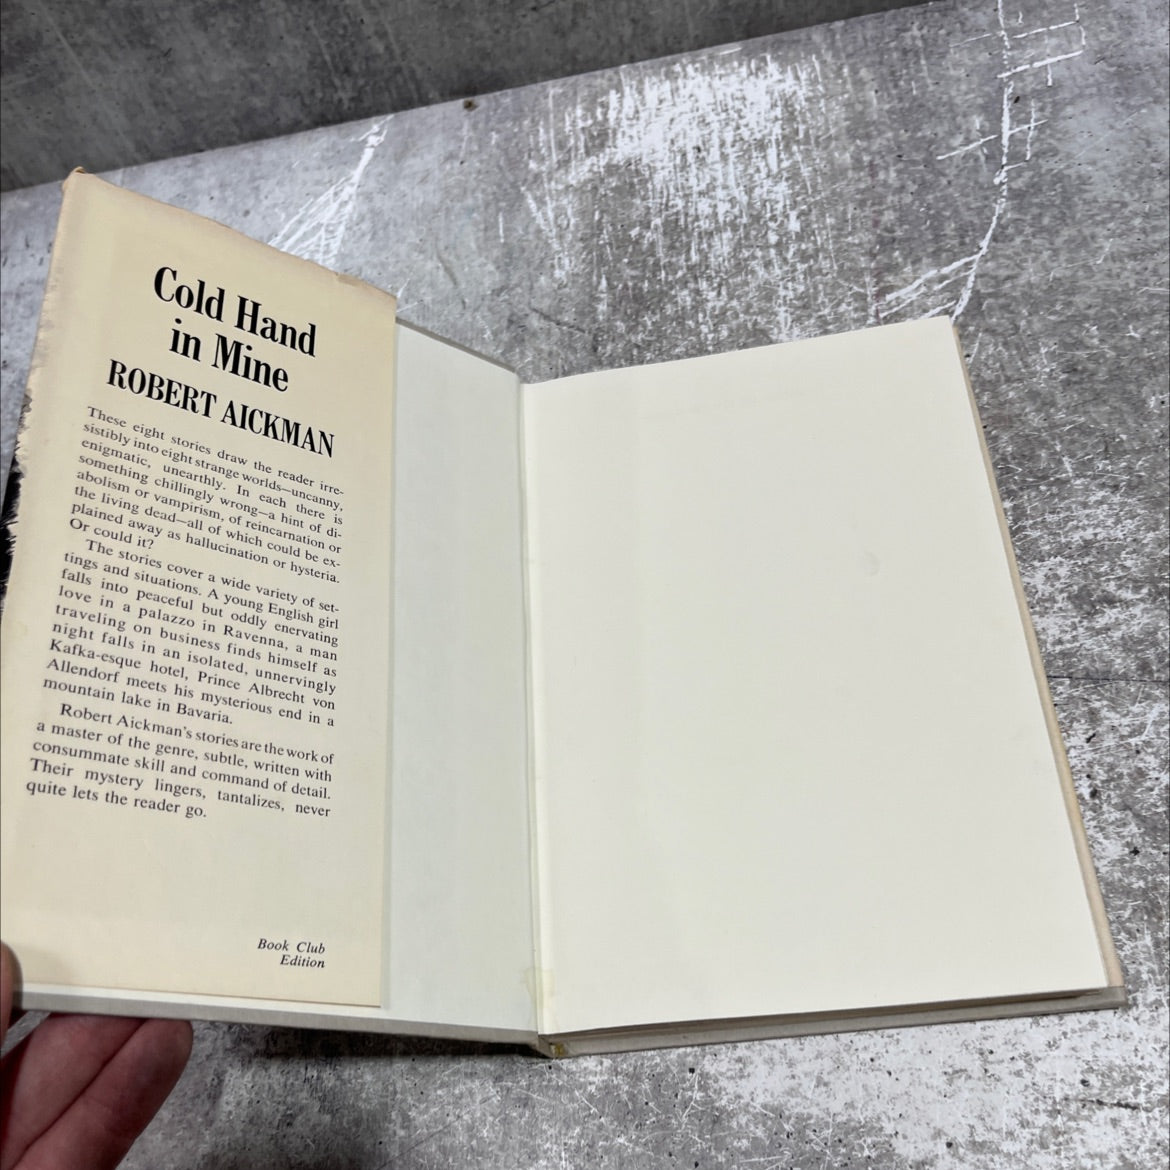 Cold Hand
in Mine
ROBERT AICKMAN
These eight stories draw the reader irre-
sistibly into eight strange worlds—uncanny,
enigmatic, unearthly. In each there is
something chillingly wrong—a hint of di-
abolism or vampirism, of reincarnation or
the living dead—all of which could be ex-
plained away as hallucination or hysteria.
Or could it?
The stories cover a wide variety of set-
tings and situations. A young English girl
falls into peaceful but oddly enervating
love in a palazzo in Ravenna, a man
traveling on business finds himself as
night falls in an isolated, unnervingly
Kafka-esque hotel, Prince Albrecht von
Allendorf meets his mysterious end in a
mountain lake in Bavaria.
Robert Aickman's stories are the work of
a master of the genre, subtle, written with
consummate skill and command of detail.
Their mystery lingers, tantalizes, never
quite lets the reader go.
Book Club
Edition